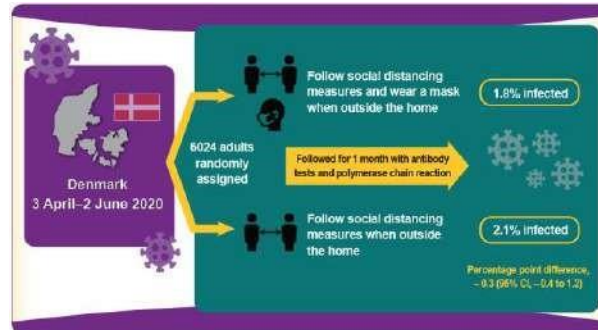 Denmark
3 April–2 June 2020
6024 adults
randomly
assigned
Follow social distancing
measures and wear a mask
when outside the home
1.8% infected
Followed for 1 month with antibody
tests and polymerase chain reaction
Follow social distancing
measures when outside
the home
2.1% infected
Percentage point difference,
– 0.3 (95% CI, –0.4 to 1.2)